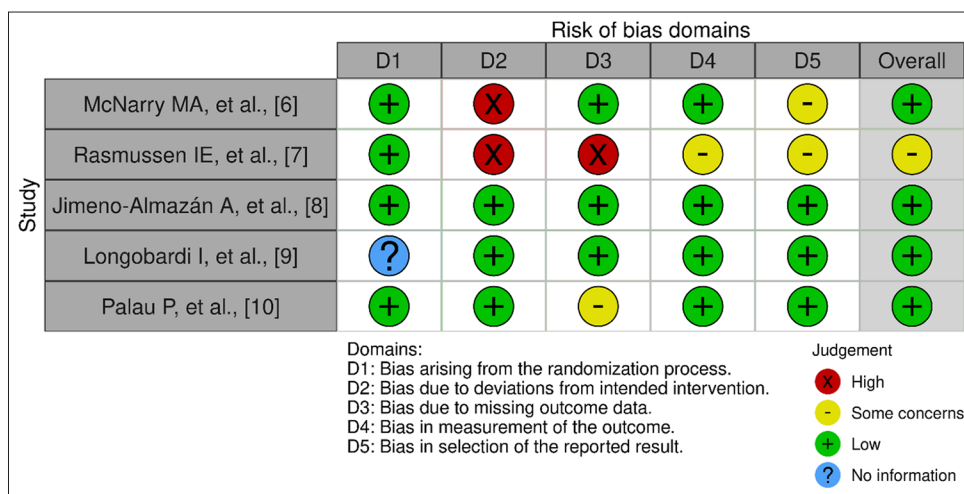 Risk of bias domains
D1 D2 D3 D4 D5 Overall
Study
McNarry MA, et al., [6] + X + + - +
Rasmussen IE, et al., [7] + X X - - -
Jimeno-Almazán A, et al., [8] + + + + + +
Longobardi I, et al., [9] ? + + + + +
Palau P, et al., [10] + + - + + +
Domains:
D1: Bias arising from the randomization process.
D2: Bias due to deviations from intended intervention.
D3: Bias due to missing outcome data.
D4: Bias in measurement of the outcome.
D5: Bias in selection of the reported result.
Judgement
X High
- Some concerns
+ Low
? No information